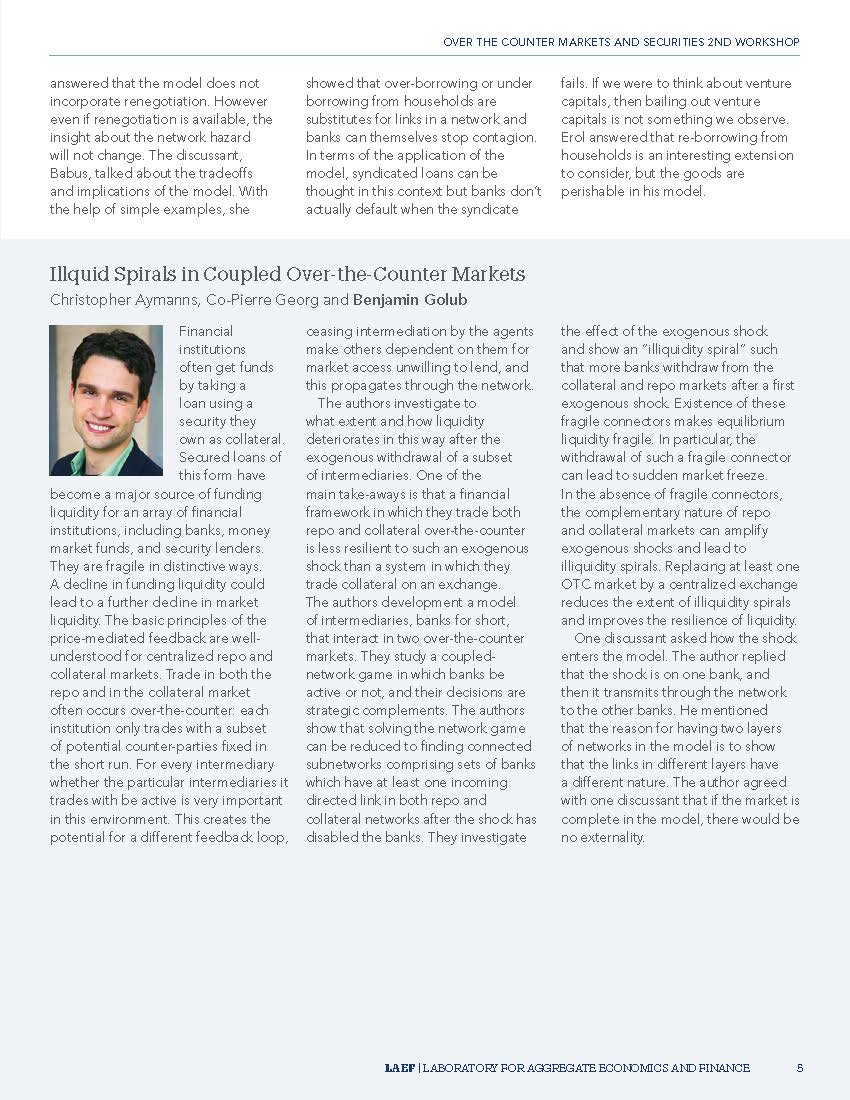 OVER THE COUNTER MARKETS AND SECURITIES 2ND WORKSHOP
answered that the model does not
incorporate renegotiation. However
even if renegotiation is available, the
insight about the network hazard
will not change. The discussant,
Babus, talked about the tradeoffs
and implications of the model. With
the help of simple examples, she
showed that over-borrowing or under
borrowing from households are
substitutes for links in a network and
banks can themselves stop contagion.
In terms of the application of the
model, syndicated loans can be
thought in this context but banks don't
actually default when the syndicate
fails. If we were to think about venture
capitals, then bailing out venture
capitals is not something we observe.
Erol answered that re-borrowing from
households is an interesting extension
to consider, but the goods are
perishable in his model.
Illquid Spirals in Coupled Over-the-Counter Markets
Christopher Aymanns, Co-Pierre Georg and Benjamin Golub
Financial
institutions
often get funds
by taking a
loan using a
security they
own as collateral.
Secured loans of
this form have
become a major source of funding
liquidity for an array of financial
institutions, including banks, money
market funds, and security lenders.
They are fragile in distinctive ways.
A decline in funding liquidity could
lead to a further decline in market
liquidity. The basic principles of the
price-mediated feedback are well-
understood for centralized repo and
collateral markets. Trade in both the
repo and in the collateral market
often occurs over-the-counter: each
institution only trades with a subset
of potential counter-parties fixed in
the short run. For every intermediary
whether the particular intermediaries it
trades with be active is very important
in this environment. This creates the
potential for a different feedback loop,
ceasing intermediation by the agents
make others dependent on them for
market access unwilling to lend, and
this propagates through the network.
The authors investigate to
what extent and how liquidity
deteriorates in this way after the
exogenous withdrawal of a subset
of intermediaries. One of the
main take-aways is that a financial
framework in which they trade both
repo and collateral over-the-counter
is less resilient to such an exogenous
shock than a system in which they
trade collateral on an exchange.
The authors development a model
of intermediaries, banks for short,
that interact in two over-the-counter
markets. They study a coupled-
network game in which banks be
active or not, and their decisions are
strategic complements. The authors
show that solving the network game
can be reduced to finding connected
subnetworks comprising sets of banks
which have at least one incoming
directed link in both repo and
collateral networks after the shock has
disabled the banks. They investigate
the effect of the exogenous shock
and show an "illiquidity spiral" such
that more banks withdraw from the
collateral and repo markets after a first
exogenous shock. Existence of these
fragile connectors makes equilibrium
liquidity fragile. In particular, the
withdrawal of such a fragile connector
can lead to sudden market freeze.
In the absence of fragile connectors,
the complementary nature of repo
and collateral markets can amplify
exogenous shocks and lead to
illiquidity spirals. Replacing at least one
OTC market by a centralized exchange
reduces the extent of illiquidity spirals
and improves the resilience of liquidity.
One discussant asked how the shock
enters the model. The author replied
that the shock is on one bank, and
then it transmits through the network
to the other banks. He mentioned
that the reason for having two layers
of networks in the model is to show
that the links in different layers have
a different nature. The author agreed
with one discussant that if the market is
complete in the model, there would be
no externality.
LAEF | LABORATORY FOR AGGREGATE ECONOMICS AND FINANCE 5